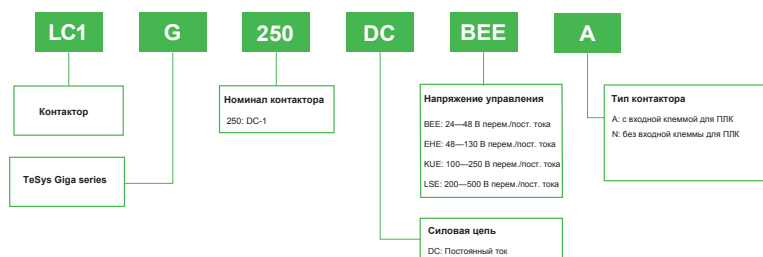 LC1 G 250 DC BEE A
Контактор
TeSys Giga series
Номинал контактора
250: DC-1
Напряжение управления
BEE: 24—48 В перем./пост. тока
EHE: 48—130 В перем./пост. тока
KUE: 100—250 В перем./пост. тока
LSE: 200—500 В перем./пост. тока
Силовая цепь
DC: Постоянный ток
Тип контактора
A: с входной клеммой для ПЛК
N: без входной клеммы для ПЛК